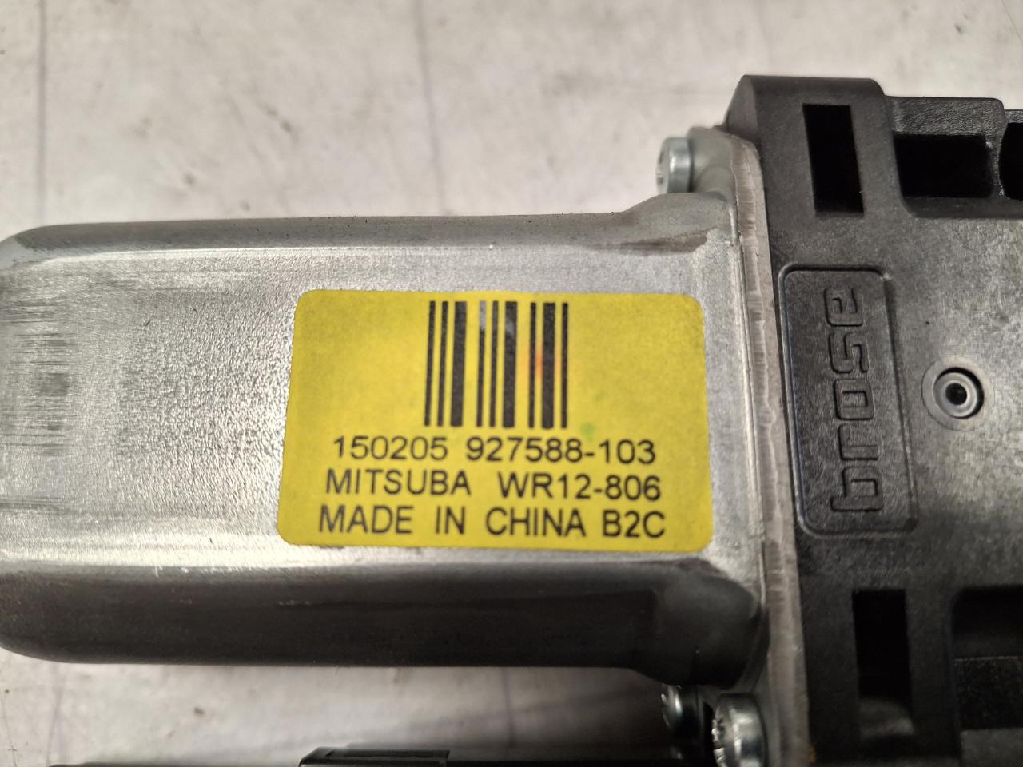 150205 927588-103
MITSUBA WR12-806
MADE IN CHINA B2C
brose